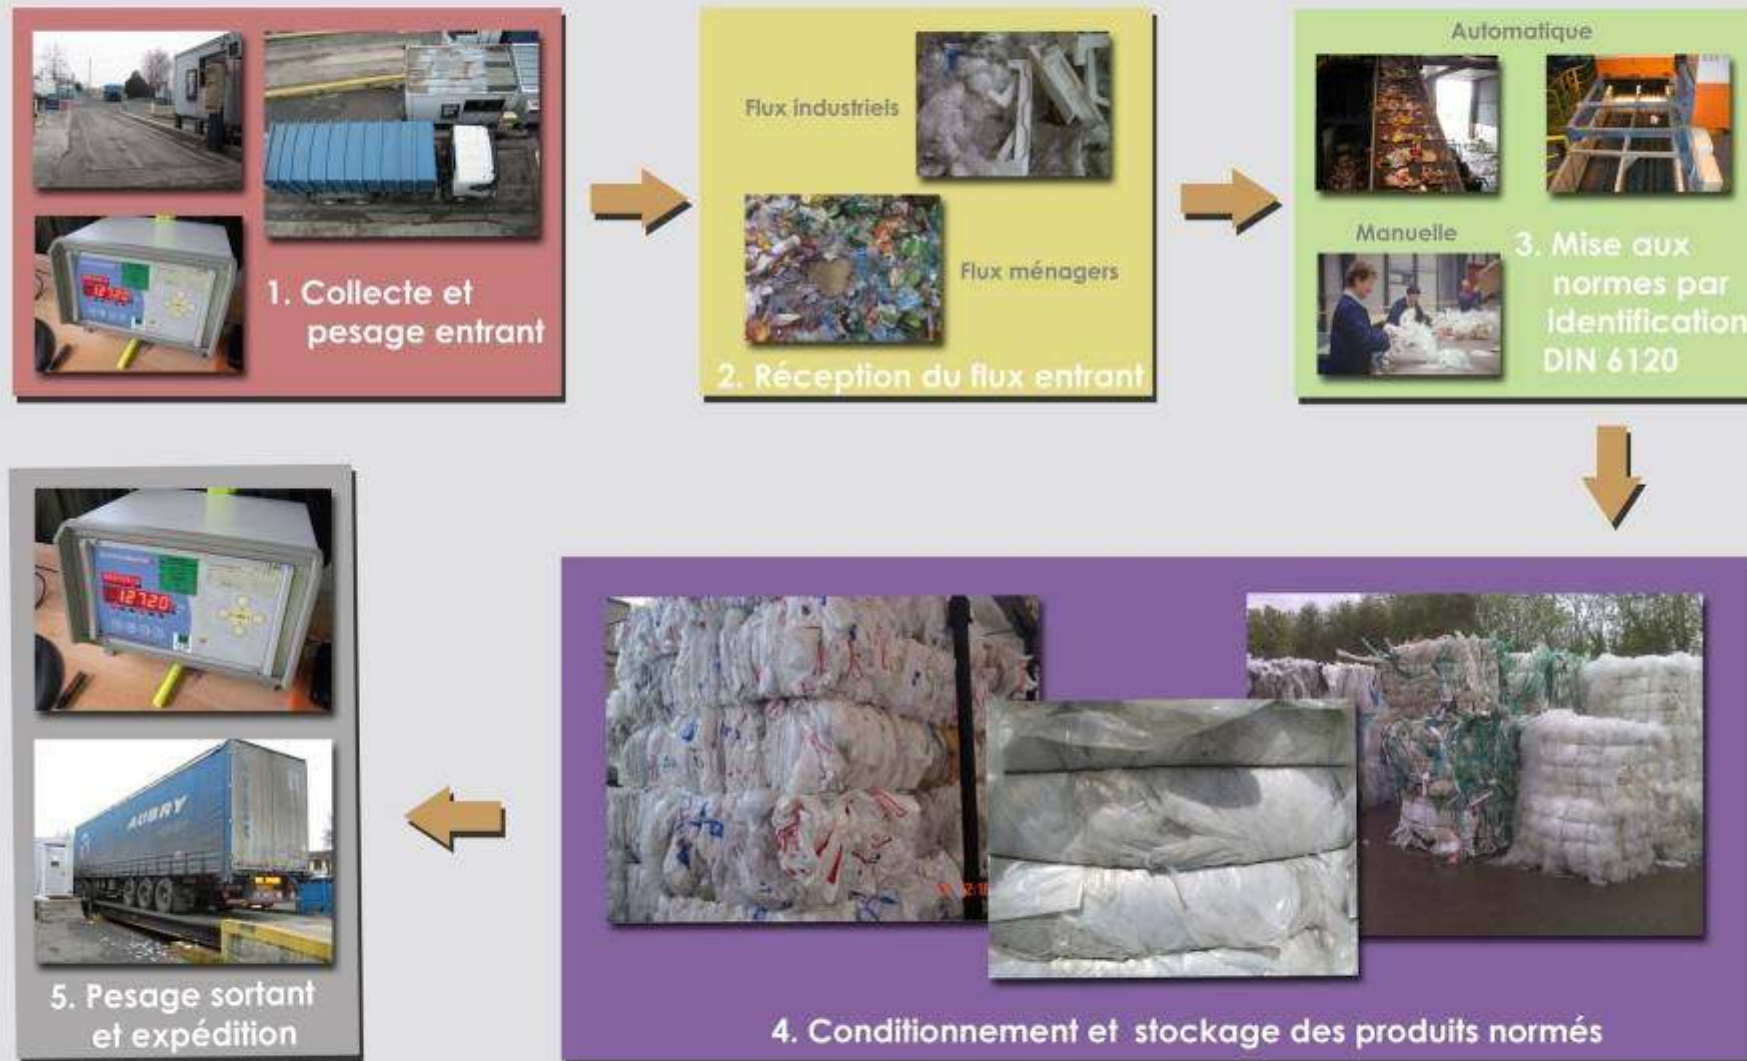 1. Collecte et
pesage entrant
Flux industriels
Flux ménagers
2. Réception du flux entrant
Automatique
Manuelle
3. Mise aux
normes par
identification
DIN 6120
4. Conditionnement et stockage des produits normés
12720
AUBRY
5. Pesage sortant
et expédition